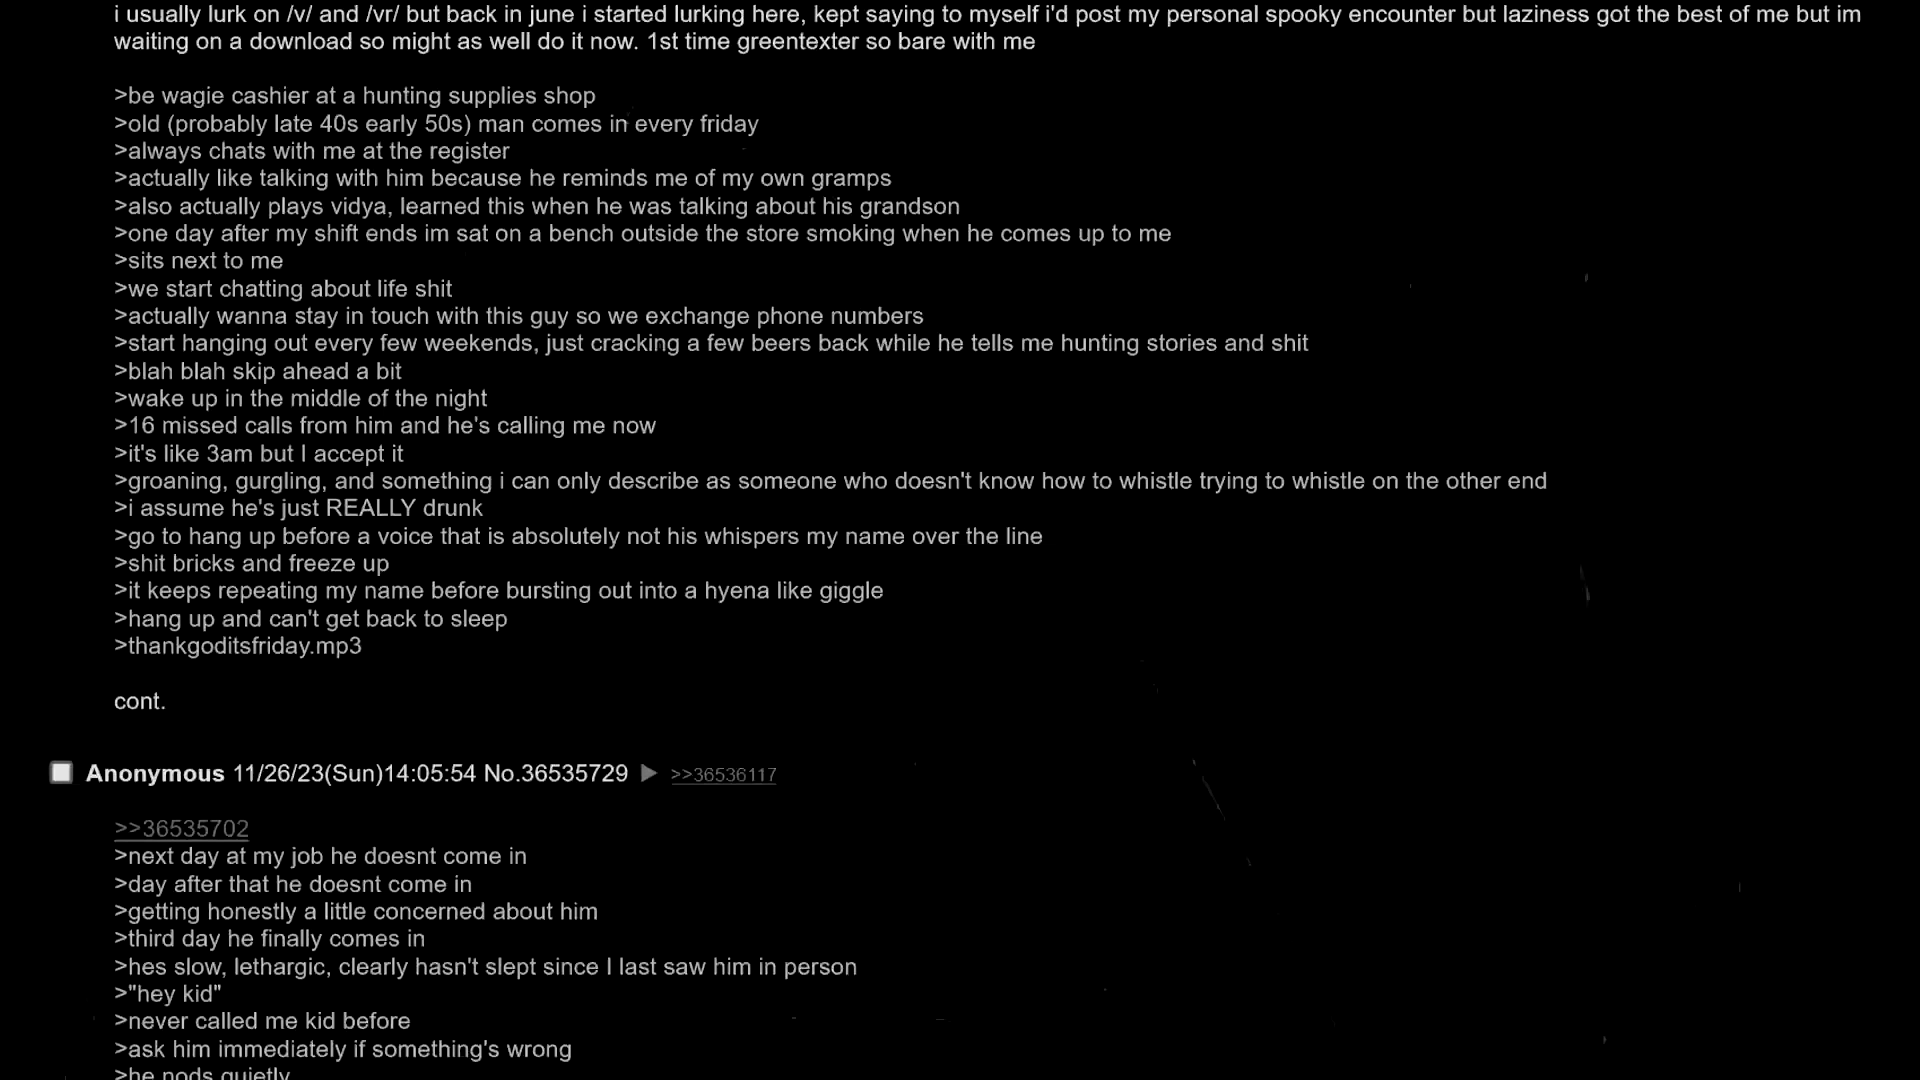 i usually lurk on /v/ and /vr/ but back in june i started lurking here, kept saying to myself i'd post my personal spooky encounter but laziness got the best of me but im
waiting on a download so might as well do it now. 1st time greentexter so bare with me
>be wagie cashier at a hunting supplies shop
>old (probably late 40s early 50s) man comes in every friday
>always chats with me at the register
>actually like talking with him because he reminds me of my own gramps
>also actually plays vidya, learned this when he was talking about his grandson
>one day after my shift ends im sat on a bench outside the store smoking when he comes up to me
>sits next to me
>we start chatting about life shit
>actually wanna stay in touch with this guy so we exchange phone numbers
>start hanging out every few weekends, just cracking a few beers back while he tells me hunting stories and shit
>blah blah skip ahead a bit
>wake up in the middle of the night
>16 missed calls from him and he's calling me now
>it's like 3am but I accept it
>groaning, gurgling, and something i can only describe as someone who doesn't know how to whistle trying to whistle on the other end
>i assume he's just REALLY drunk
>go to hang up before a voice that is absolutely not his whispers my name over the line
>shit bricks and freeze up
>it keeps repeating my name before bursting out into a hyena like giggle
>hang up and can't get back to sleep
>thankgoditsfriday.mp3
cont.
Anonymous 11/26/23(Sun)14:05:54 No.36535729 ▶ >>36536117
>>36535702
>next day at my job he doesnt come in
>day after that he doesnt come in
>getting honestly a little concerned about him
>third day he finally comes in
>hes slow, lethargic, clearly hasn't slept since I last saw him in person
>"hey kid"
>never called me kid before
>ask him immediately if something's wrong
>he nods quietly